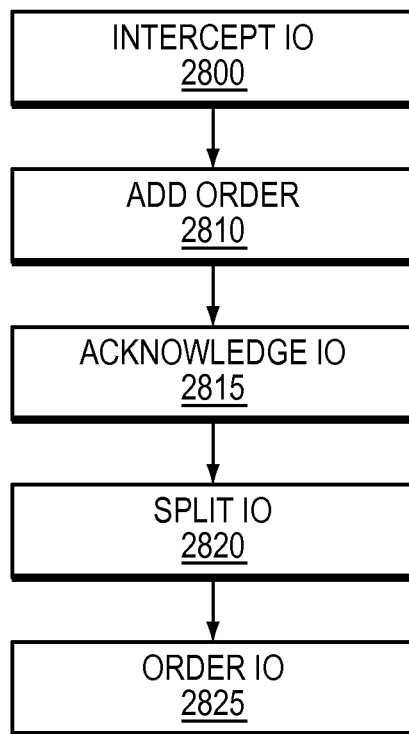 INTERCEPT IO
2800
ADD ORDER
2810
ACKNOWLEDGE IO
2815
SPLIT IO
2820
ORDER IO
2825